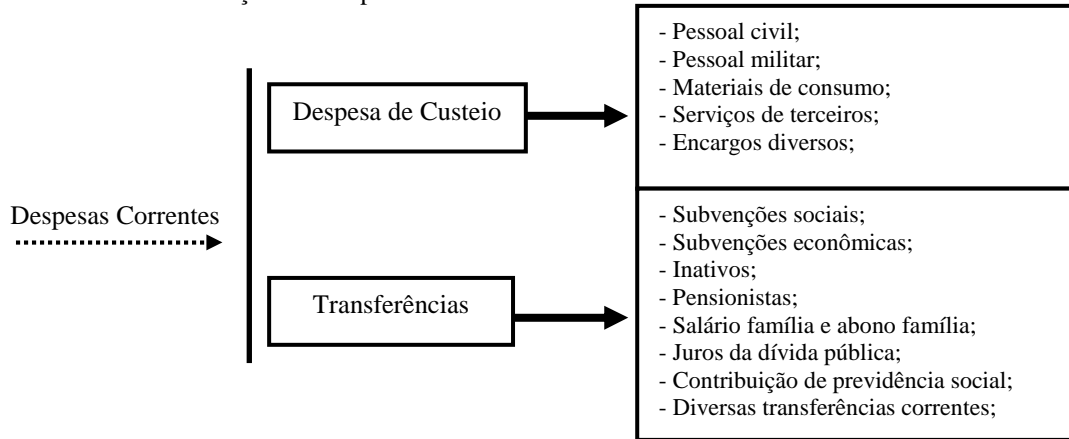 Despesas Correntes
Despesa de Custeio
- Pessoal civil;
- Pessoal militar;
- Materiais de consumo;
- Serviços de terceiros;
- Encargos diversos;
Transferências
- Subvenções sociais;
- Subvenções econômicas;
- Inativos;
- Pensionistas;
- Salário família e abono família;
- Juros da dívida pública;
- Contribuição de previdência social;
- Diversas transferências correntes;